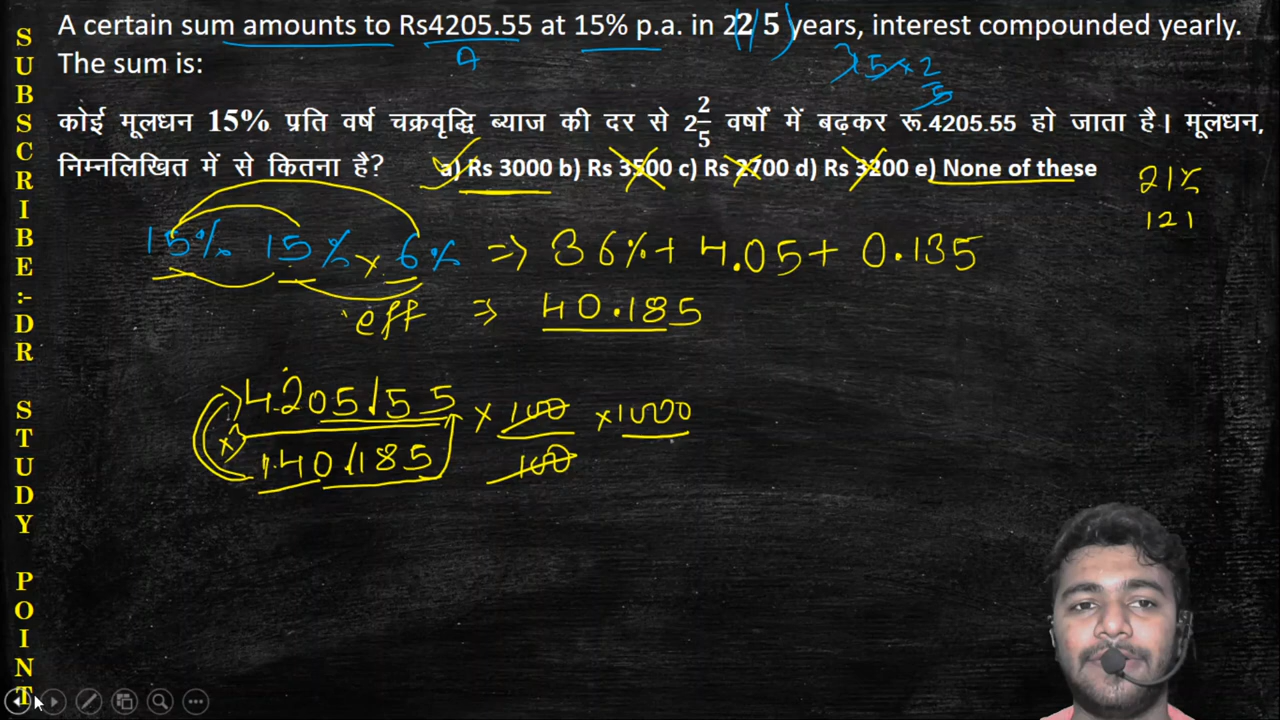 SUBSCRIBE:-DR STUDY POINT
A certain sum amounts to Rs4205.55 at 15% p.a. in 2 2 5 years, interest compounded yearly.
The sum is:
A
15 × 2
5
कोई मूलधन 15% प्रति वर्ष चक्रवृद्धि ब्याज की दर से 2 2/5 वर्षों में बढ़कर रू.4205.55 हो जाता है। मूलधन,
निम्नलिखित में से कितना है? a) Rs 3000 b) Rs 3500 c) Rs 2700 d) Rs 3200 e) None of these
21%
121
15% 15% × 6% ⇒ 36% + 4.05 + 0.135
eff ⇒ 40.185
4205.55 × 100 × 1000
×3
140.185 100